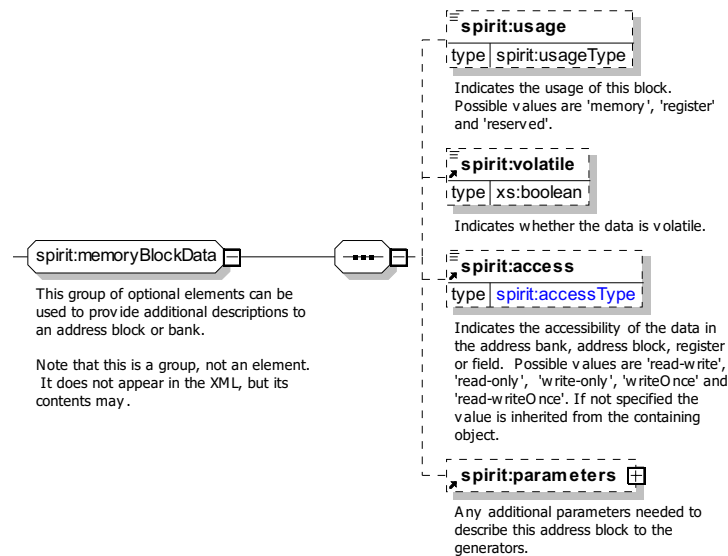 spirit:memoryBlockData
This group of optional elements can be
used to provide additional descriptions to
an address block or bank.
Note that this is a group, not an element.
It does not appear in the XML, but its
contents may.
spirit:usage
type spirit:usageType
Indicates the usage of this block.
Possible values are 'memory', 'register'
and 'reserved'.
spirit:volatile
type xs:boolean
Indicates whether the data is volatile.
spirit:access
type spirit:accessType
Indicates the accessibility of the data in
the address bank, address block, register
or field. Possible values are 'read-write',
'read-only', 'write-only', 'writeOnce' and
'read-writeOnce'. If not specified the
value is inherited from the containing
object.
spirit:parameters
Any additional parameters needed to
describe this address block to the
generators.